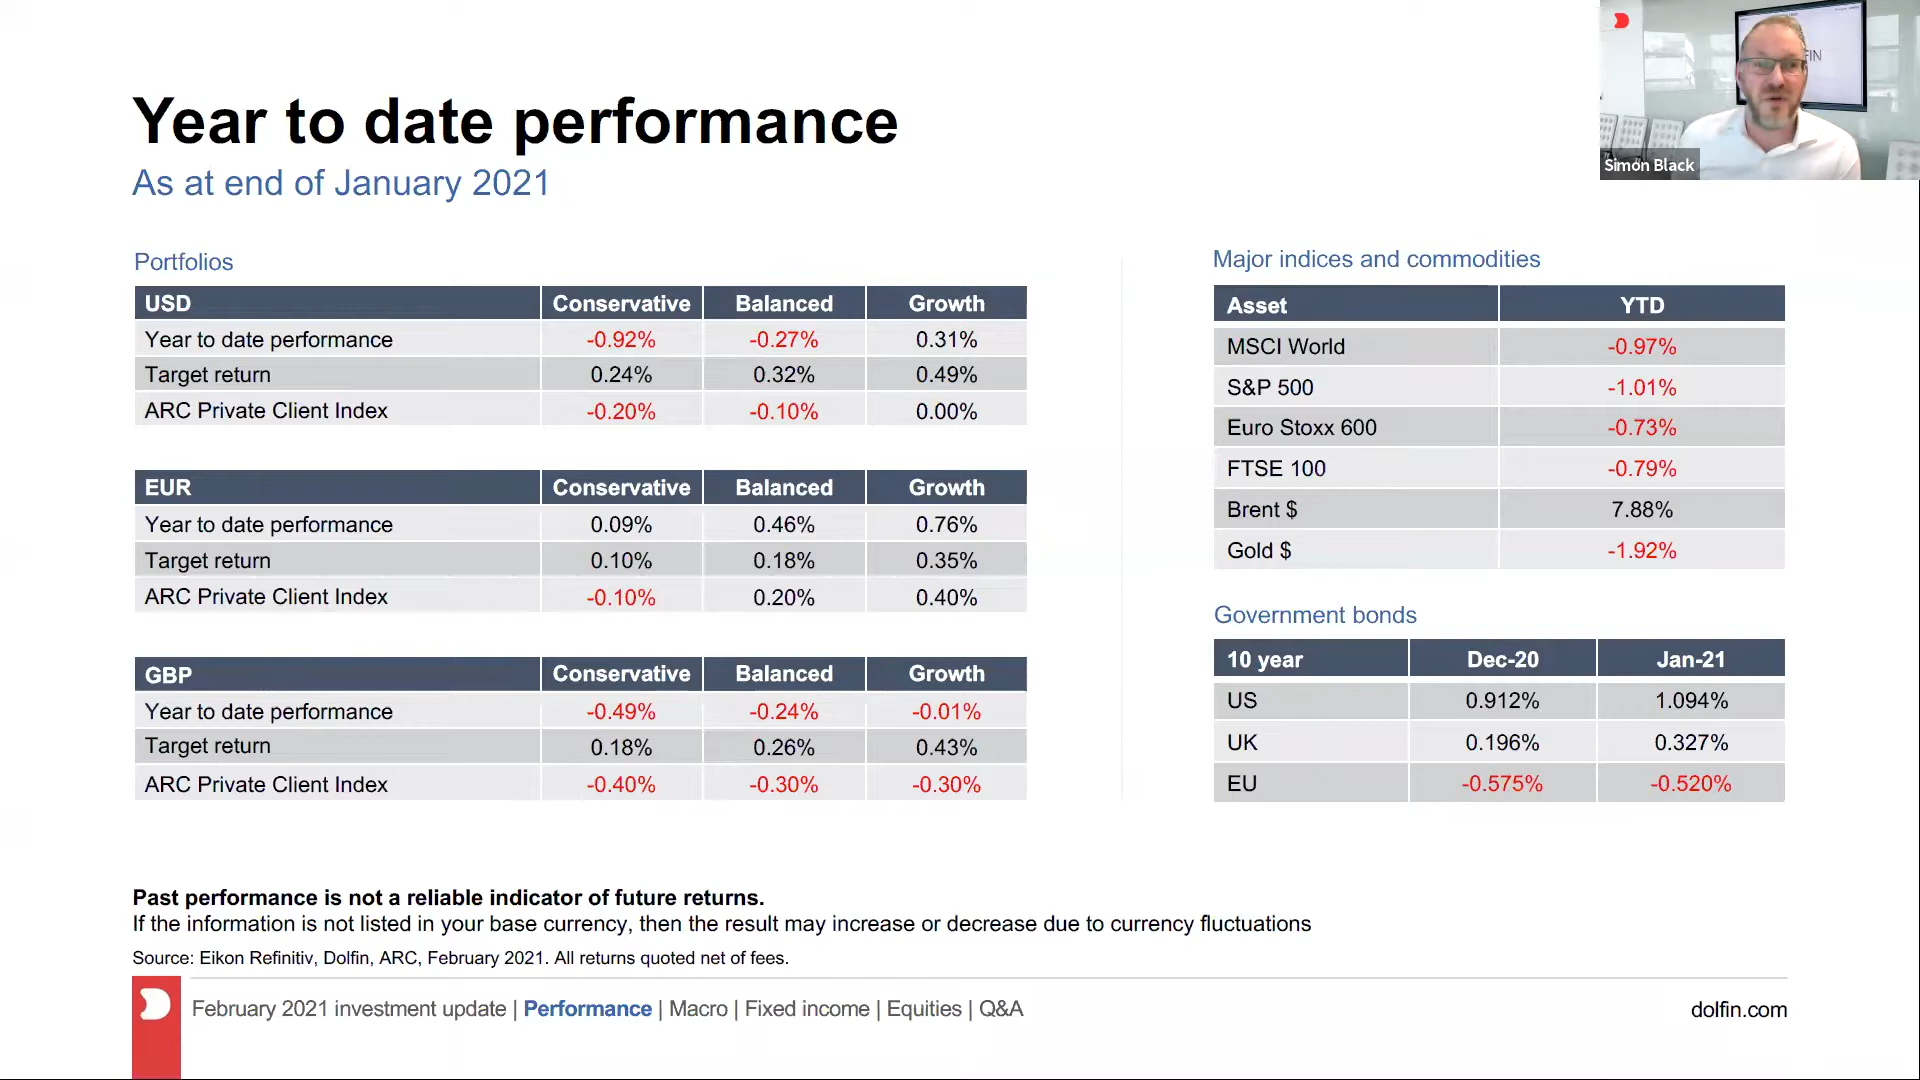 Year to date performance
As at end of January 2021
FIN
Simon Black
Portfolios
USD Conservative Balanced Growth
Year to date performance -0.92% -0.27% 0.31%
Target return 0.24% 0.32% 0.49%
ARC Private Client Index -0.20% -0.10% 0.00%
EUR Conservative Balanced Growth
Year to date performance 0.09% 0.46% 0.76%
Target return 0.10% 0.18% 0.35%
ARC Private Client Index -0.10% 0.20% 0.40%
GBP Conservative Balanced Growth
Year to date performance -0.49% -0.24% -0.01%
Target return 0.18% 0.26% 0.43%
ARC Private Client Index -0.40% -0.30% -0.30%
Major indices and commodities
Asset YTD
MSCI World -0.97%
S&P 500 -1.01%
Euro Stoxx 600 -0.73%
FTSE 100 -0.79%
Brent $ 7.88%
Gold $ -1.92%
Government bonds
10 year Dec-20 Jan-21
US 0.912% 1.094%
UK 0.196% 0.327%
EU -0.575% -0.520%
Past performance is not a reliable indicator of future returns.
If the information is not listed in your base currency, then the result may increase or decrease due to currency fluctuations
Source: Eikon Refinitiv, Dolfin, ARC, February 2021. All returns quoted net of fees.
February 2021 investment update | Performance | Macro | Fixed income | Equities | Q&A
dolfin.com